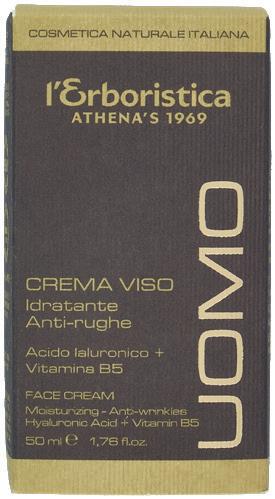 COSMETICA NATURALE ITALIANA
l'Erboristica
ATHENA'S 1969
UOMO
CREMA VISO
Idratante
Anti-rughe
Acido Ialuronico +
Vitamina B5
FACE CREAM
Moisturizing - Anti-wrinkles
Hyaluronic Acid + Vitamin B5
50 ml e 1,76 fl.oz.